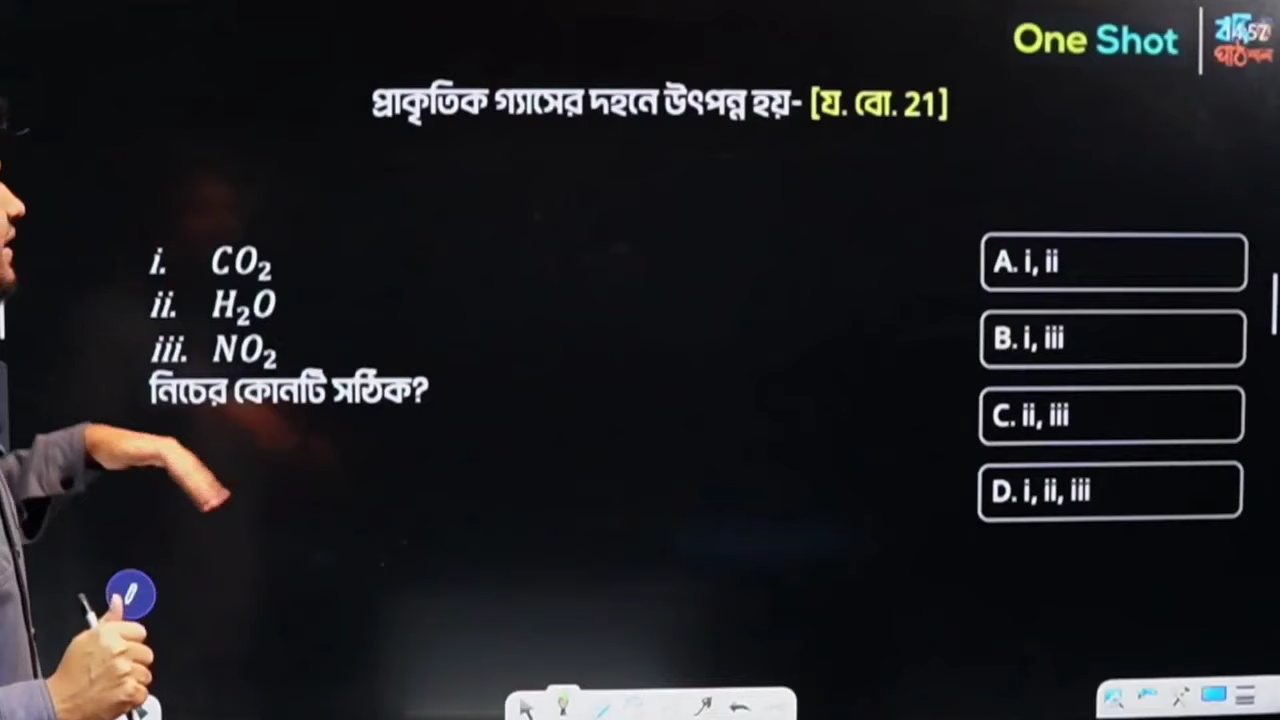 One Shot
প্রাকৃতিক গ্যাসের দহনে উৎপন্ন হয়- [য. বো. 21]
i. CO₂
ii. H₂O
iii. NO₂
নিচের কোনটি সঠিক?
A. i, ii
B. i, iii
C. ii, iii
D. i, ii, iii